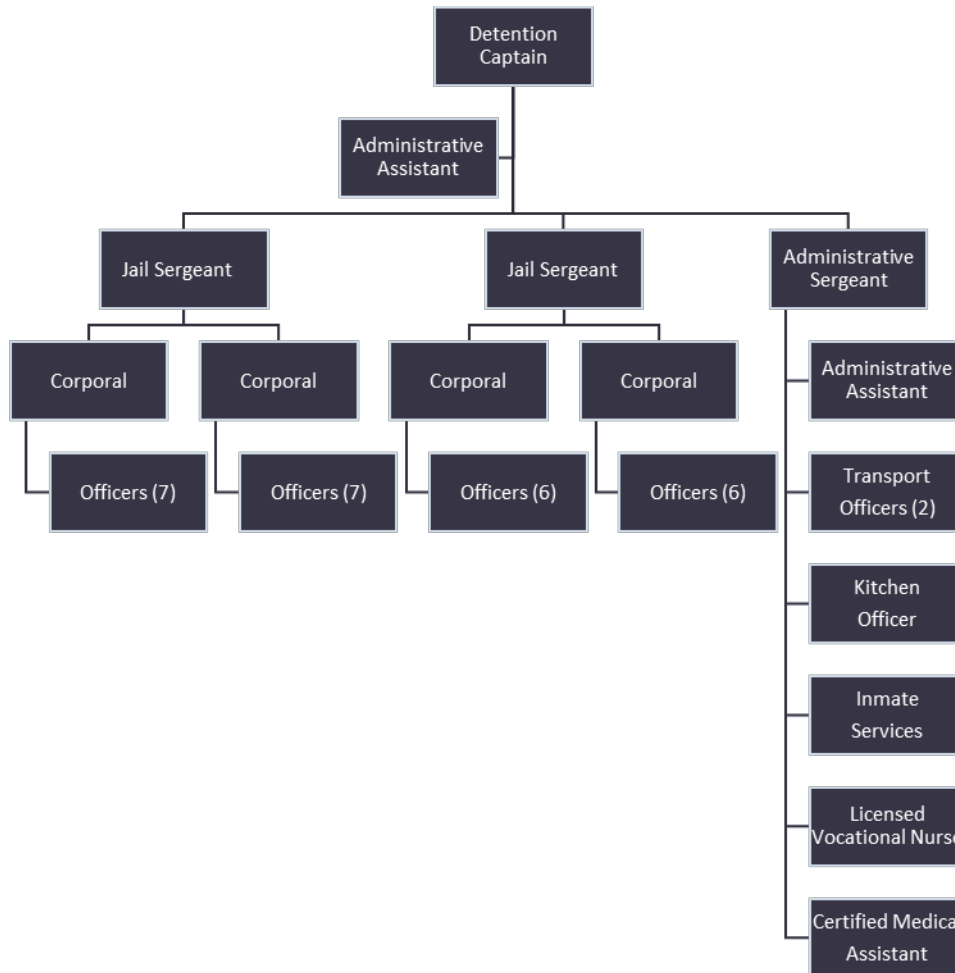 Detention
Captain
Administrative
Assistant
Jail Sergeant
Jail Sergeant
Administrative
Sergeant
Corporal
Corporal
Corporal
Corporal
Administrative
Assistant
Officers (7)
Officers (7)
Officers (6)
Officers (6)
Transport
Officers (2)
Kitchen
Officer
Inmate
Services
Licensed
Vocational Nurse
Certified Medica
Assistant